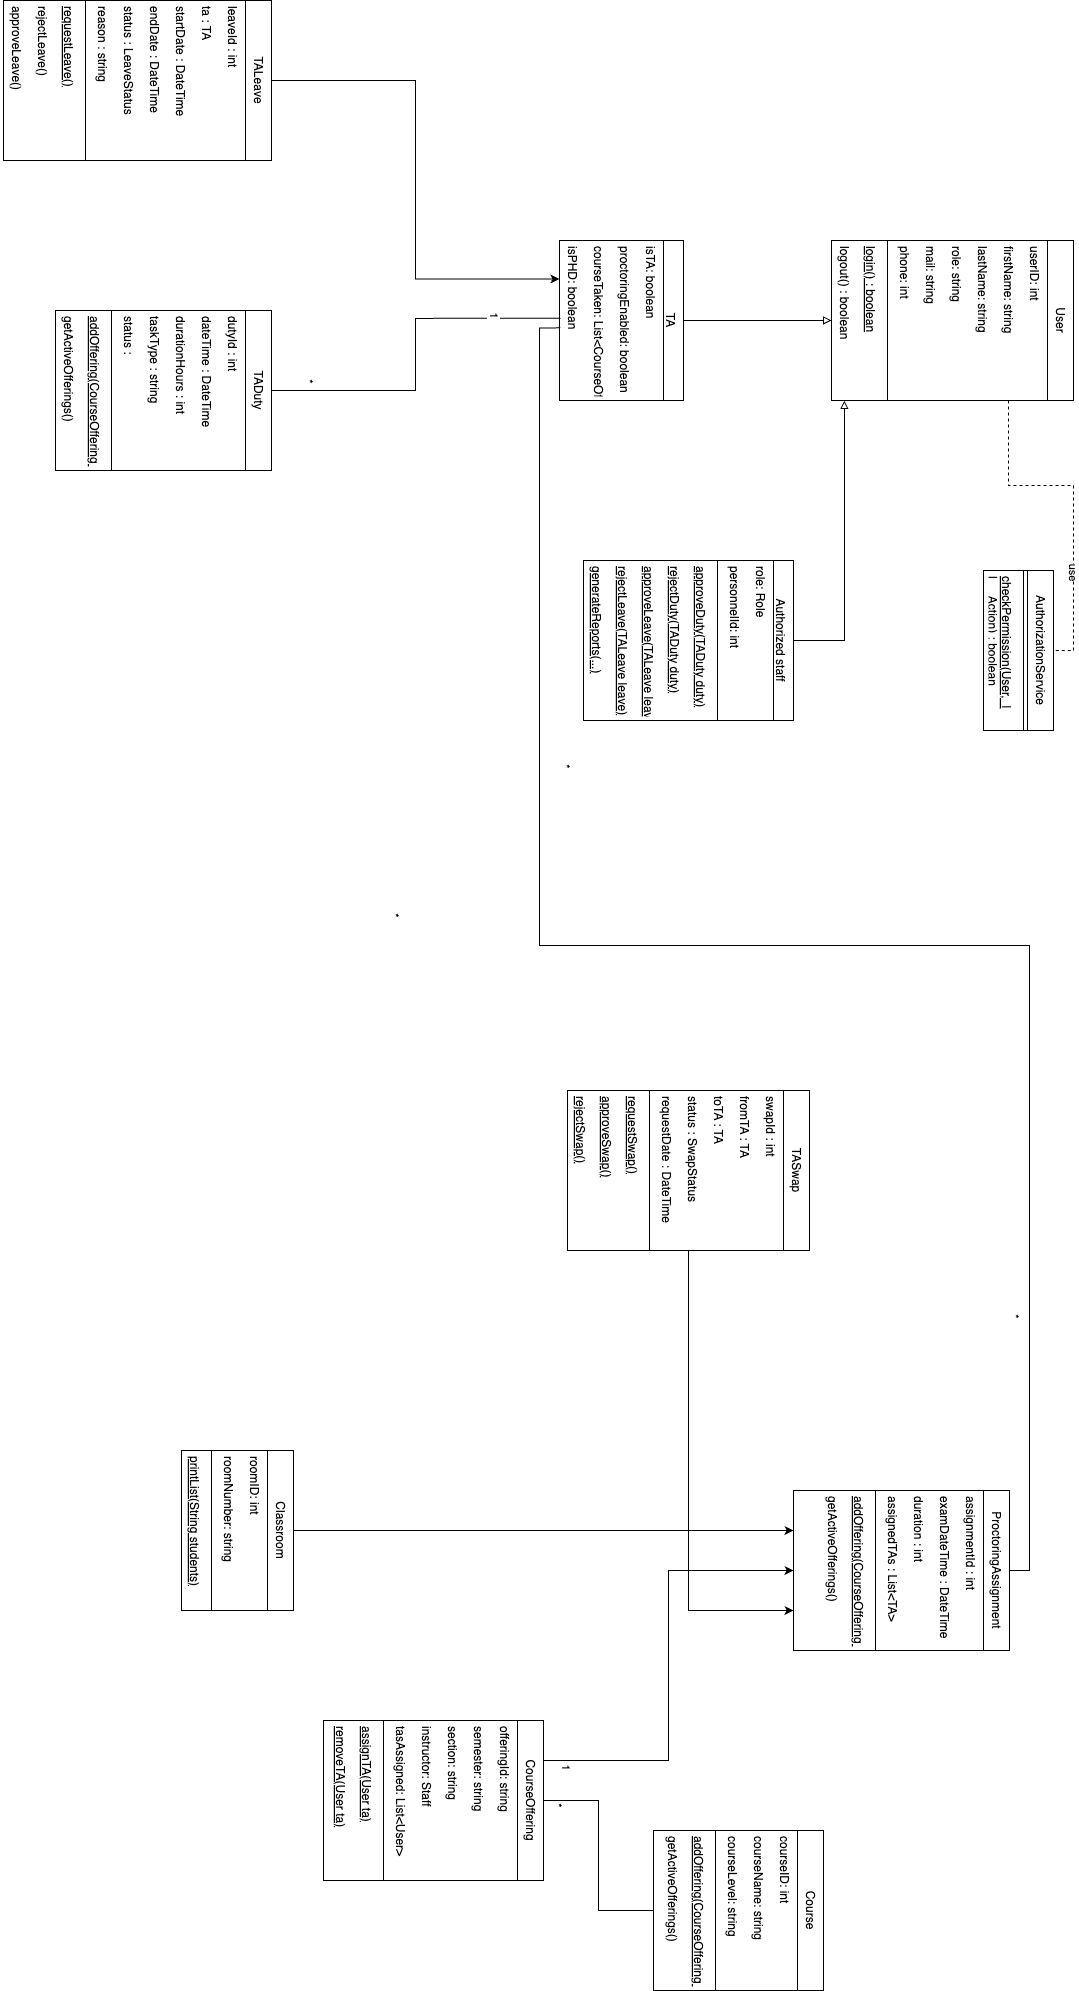 User
userID: int
firstName: string
lastName: string
role: string
mail: string
phone: int
login() : boolean
logout() : boolean
use
AuthorizationService
checkPermission(User,
Action) : boolean
TA
isTA: boolean
proctoringEnabled: boolean
courseTaken: List<CourseOf
isPHD: boolean
Authorized staff
role: Role
personnelId: int
approveDuty(TADuty duty)
rejectDuty(TADuty duty)
approveLeave(TALeave leav
rejectLeave(TALeave leave)
generateReports(...)
TALeave
leaveId : int
ta : TA
startDate : DateTime
endDate : DateTime
status : LeaveStatus
reason : string
requestLeave()
rejectLeave()
approveLeave()
1
*
TADuty
dutyId : int
dateTime : DateTime
durationHours : int
taskType : string
status :
addOffering(CourseOffering
getActiveOfferings()
*
*
TASwap
swapId : int
fromTA : TA
toTA : TA
status : SwapStatus
requestDate : DateTime
requestSwap()
approveSwap()
rejectSwap()
*
ProctoringAssignment
assignmentId : int
examDateTime : DateTime
duration : int
assignedTAs : List<TA>
addOffering(CourseOffering
getActiveOfferings()
Classroom
roomID: int
roomNumber: string
printList(String students)
1
*
CourseOffering
offeringId: string
semester: string
section: string
instructor: Staff
tasAssigned: List<User>
assignTA(User ta)
removeTA(User ta)
Course
courseID: int
courseName: string
courseLevel: string
addOffering(CourseOffering
getActiveOfferings()